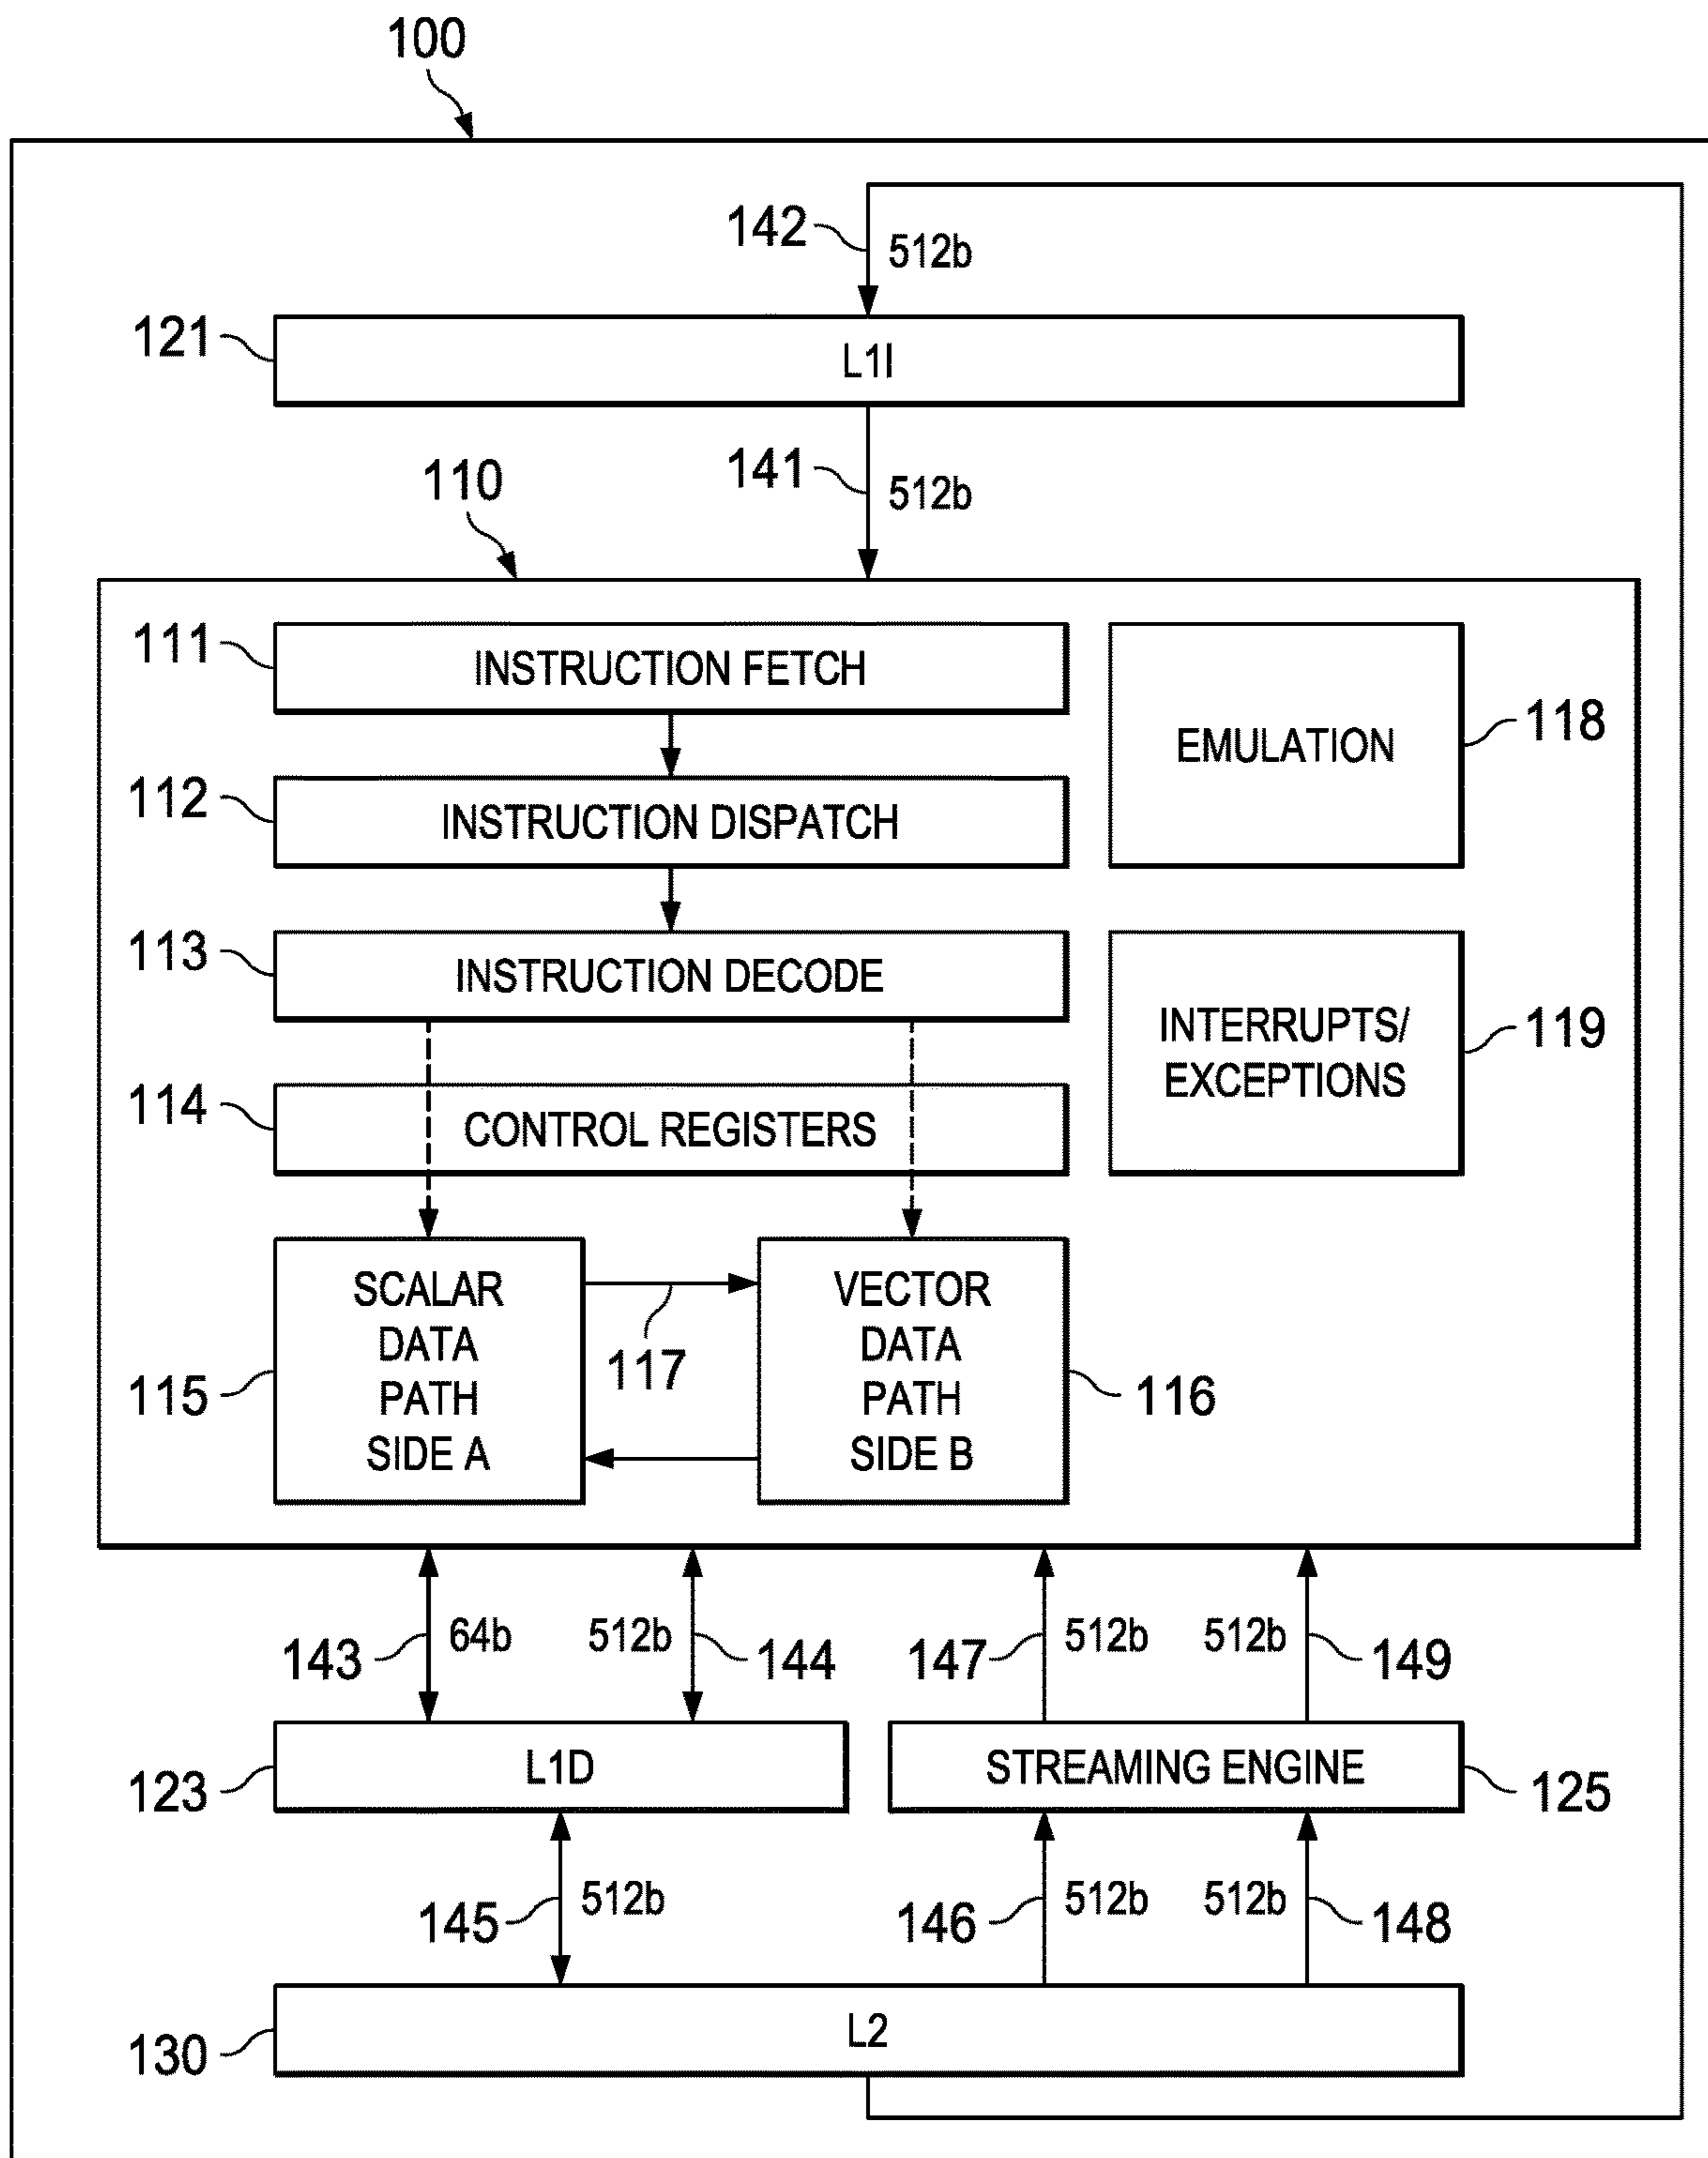 100
142
512b
121
L1I
141
512b
110
111
INSTRUCTION FETCH
118
EMULATION
112
INSTRUCTION DISPATCH
113
INSTRUCTION DECODE
INTERRUPTS/
EXCEPTIONS
119
114
CONTROL REGISTERS
SCALAR
DATA
PATH
SIDE A
115
117
VECTOR
DATA
PATH
SIDE B
116
143
64b
512b
144
147
512b
512b
149
123
L1D
STREAMING ENGINE
125
145
512b
146
512b
512b
148
130
L2